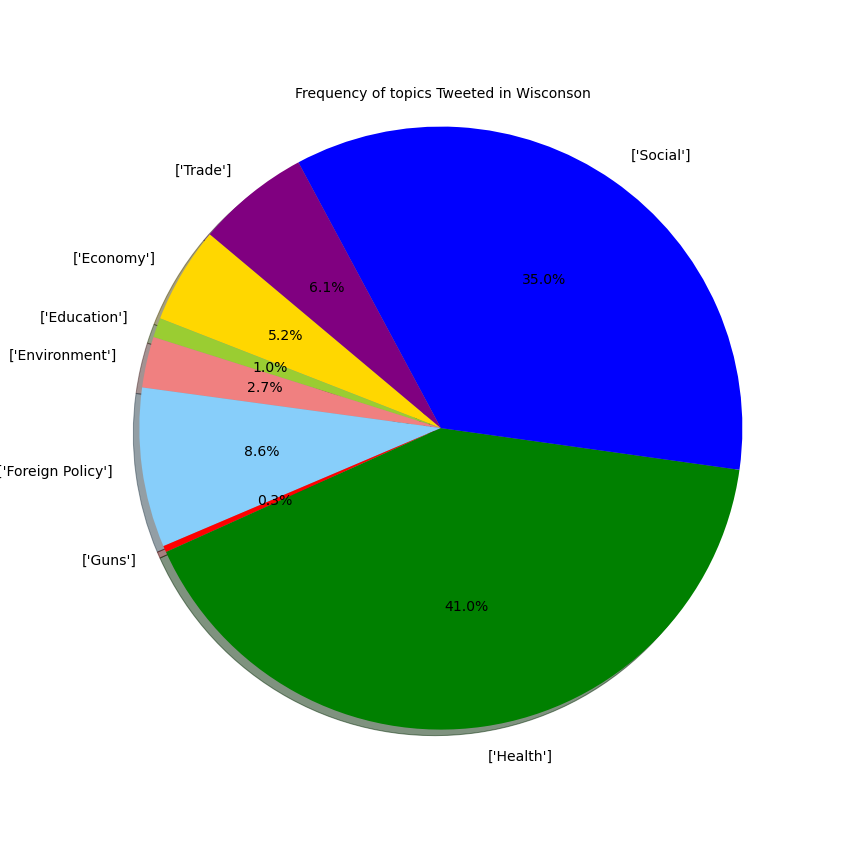 Frequency of topics Tweeted in Wisconson
['Social']
['Trade']
['Economy']
['Education']
['Environment']
['Foreign Policy']
['Guns']
['Health']
35.0%
6.1%
5.2%
1.0%
2.7%
8.6%
0.3%
41.0%